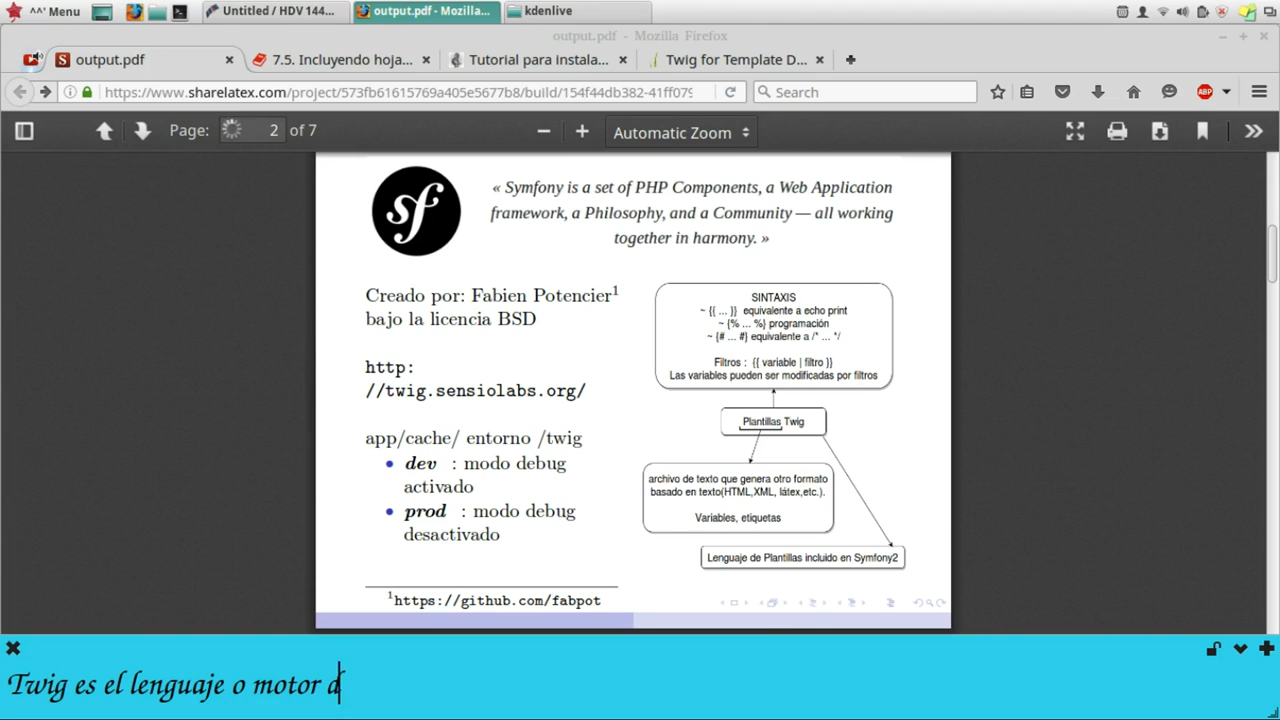 ^^' Menu
Untitled / HDV 144...
output.pdf - Mozilla...
kdenlive
output.pdf - Mozilla Firefox
output.pdf
7.5. Incluyendo hoja...
Tutorial para instala...
Twig for Template D...
https://www.sharelatex.com/project/573fb61615769a405e5677b8/build/154f44db382-41ff079
Search
ABP
Page: 2 of 7
Automatic Zoom
sf
« Symfony is a set of PHP Components, a Web Application
framework, a Philosophy, and a Community — all working
together in harmony. »
Creado por: Fabien Potencier1
bajo la licencia BSD
http:
//twig.sensiolabs.org/
app/cache/ entorno /twig
• dev : modo debug
activado
• prod : modo debug
desactivado
1https://github.com/fabpot
SINTAXIS
~ {{ ... }} equivalente a echo print
~ {% ... %} programación
~ {# ... #} equivalente a /* ... */
Filtros : {{ variable | filtro }}
Las variables pueden ser modificadas por filtros
Plantillas Twig
archivo de texto que genera otro formato
basado en texto(HTML,XML, látex,etc.).
Variables, etiquetas
Lenguaje de Plantillas incluido en Symfony2
Twig es el lenguaje o motor d